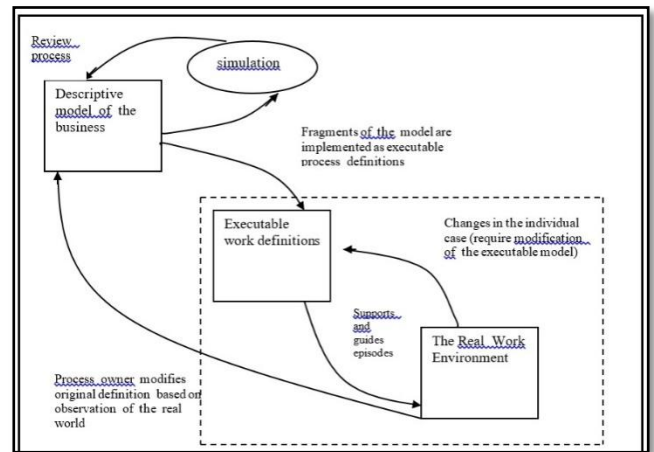 Review
process
simulation
Descriptive
model of the
business
Fragments of the model are
implemented as executable
process definitions
Executable
work definitions
Changes in the individual
case (require modification
of the executable model)
Supports
and
guides
episodes
The Real Work
Environment
Process owner modifies
original definition based on
observation of the real
world